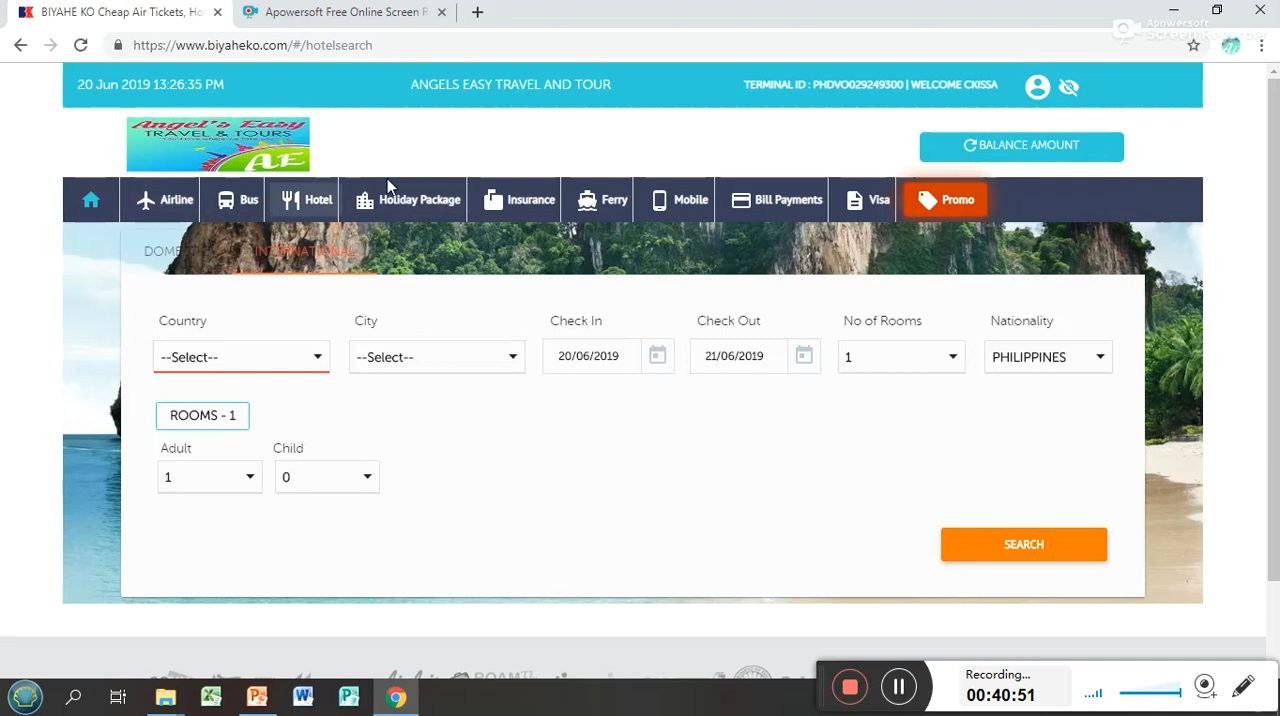 BIYAHE KO Cheap Air Tickets, Ho
Apowersoft Free Online Screen R
https://www.biyaheko.com/#/hotelsearch
Apowersoft
Screen Recorder
20 Jun 2019 13:26:35 PM
ANGELS EASY TRAVEL AND TOUR
TERMINAL ID : PHDVO029249300 | WELCOME CKISSA
Angel's Easy
TRAVEL & TOURS
AE
BALANCE AMOUNT
Airline
Bus
Hotel
Holiday Package
Insurance
Ferry
Mobile
Bill Payments
Visa
Promo
DOME
INTERNATIONAL
Country
City
Check In
Check Out
No of Rooms
Nationality
--Select--
--Select--
20/06/2019
21/06/2019
1
PHILIPPINES
ROOMS - 1
Adult
Child
1
0
SEARCH
Recording...
00:40:51